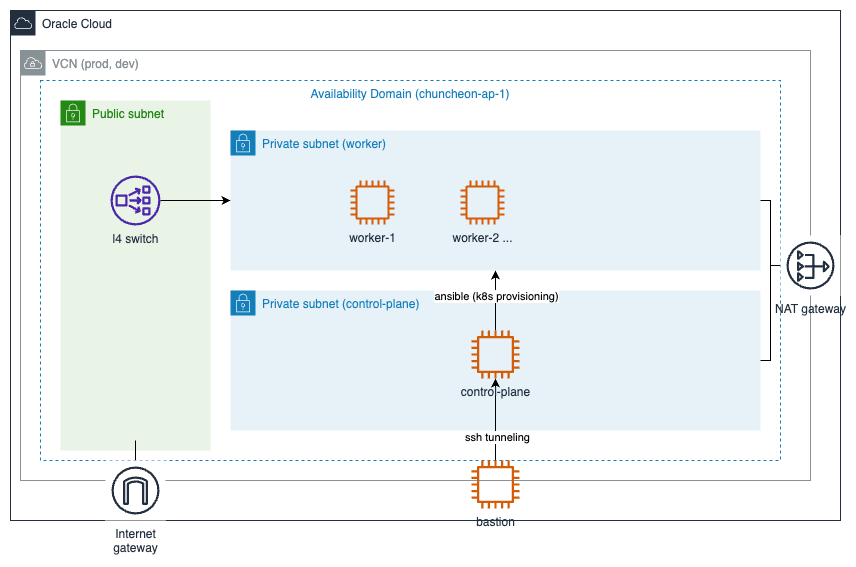 Oracle Cloud
VCN (prod, dev)
Availability Domain (chuncheon-ap-1)
Public subnet
Private subnet (worker)
l4 switch
worker-1
worker-2 ...
NAT gateway
Private subnet (control-plane)
ansible (k8s provisioning)
control-plane
ssh tunneling
bastion
Internet
gateway